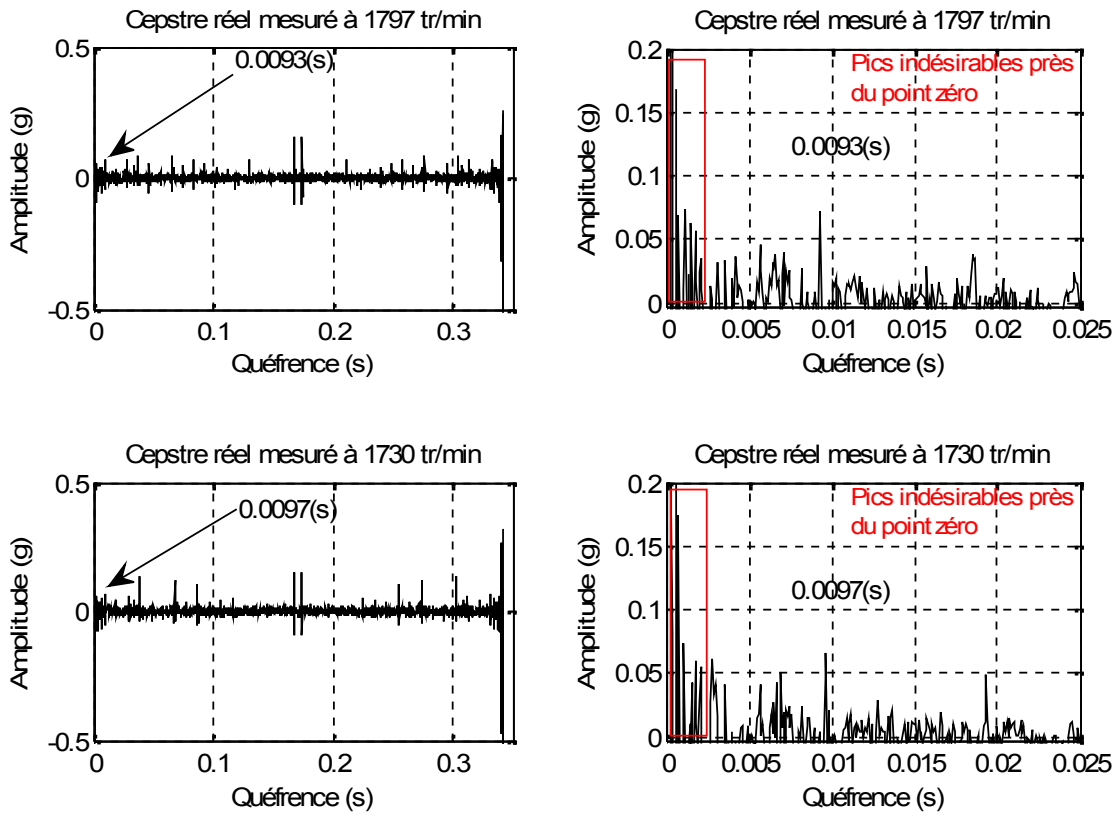 Cepstre réel mesuré à 1797 tr/min
0.5
0
-0.5
0.0093(s)
Amplitude (g)
0 0.1 0.2 0.3
Quéfrence (s)
Cepstre réel mesuré à 1797 tr/min
0.2
0.15
0.1
0.05
0
Pics indésirables près
du point zéro
0.0093(s)
Amplitude (g)
0 0.005 0.01 0.015 0.02 0.025
Quéfrence (s)
Cepstre réel mesuré à 1730 tr/min
0.5
0
-0.5
0.0097(s)
Amplitude (g)
0 0.1 0.2 0.3
Quéfrence (s)
Cepstre réel mesuré à 1730 tr/min
0.2
0.15
0.1
0.05
0
Pics indésirables près
du point zéro
0.0097(s)
Amplitude (g)
0 0.005 0.01 0.015 0.02 0.025
Quéfrence (s)